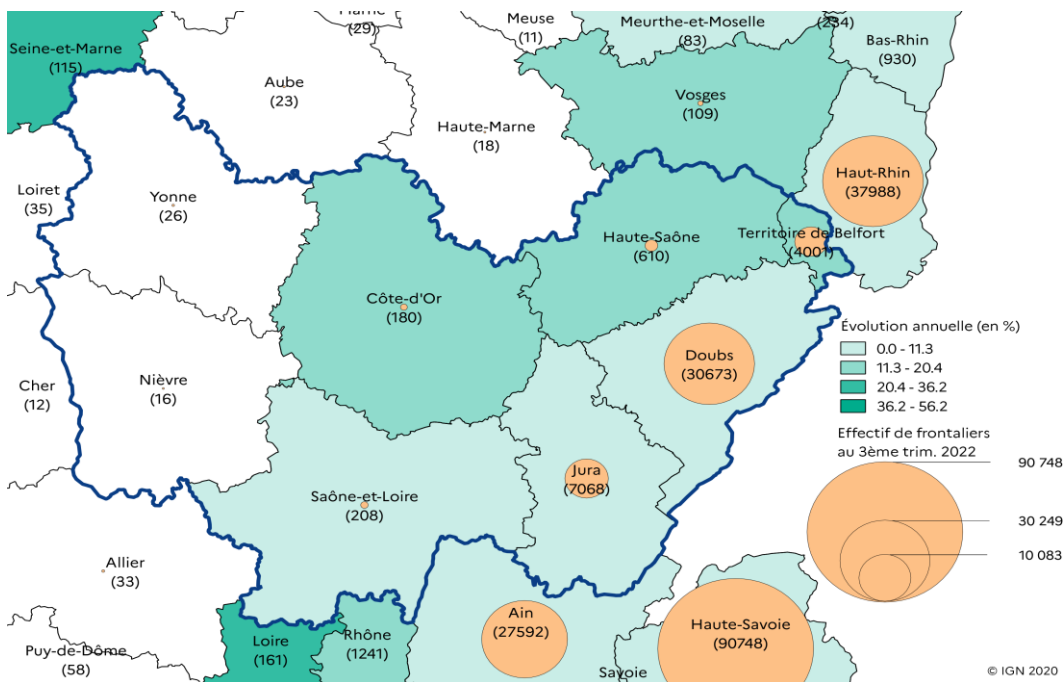 Marne
(29)
Meuse
(11)
Meurthe-et-Moselle
(83)
(234)
Bas-Rhin
(930)
Seine-et-Marne
(115)
Aube
(23)
Vosges
(109)
Haute-Marne
(18)
Haut-Rhin
(37988)
Loiret
(35)
Yonne
(26)
Haute-Saône
(610)
Territoire de Belfort
(4001)
Côte-d'Or
(180)
Évolution annuelle (en %)
0.0 - 11.3
11.3 - 20.4
20.4 - 36.2
36.2 - 56.2
Doubs
(30673)
Cher
(12)
Nièvre
(16)
Effectif de frontaliers
au 3ème trim. 2022
90 748
30 249
10 083
Jura
(7068)
Saône-et-Loire
(208)
Allier
(33)
Ain
(27592)
Haute-Savoie
(90748)
Loire
(161)
Rhône
(1241)
Puy-de-Dôme
(58)
Savoie
© IGN 2020